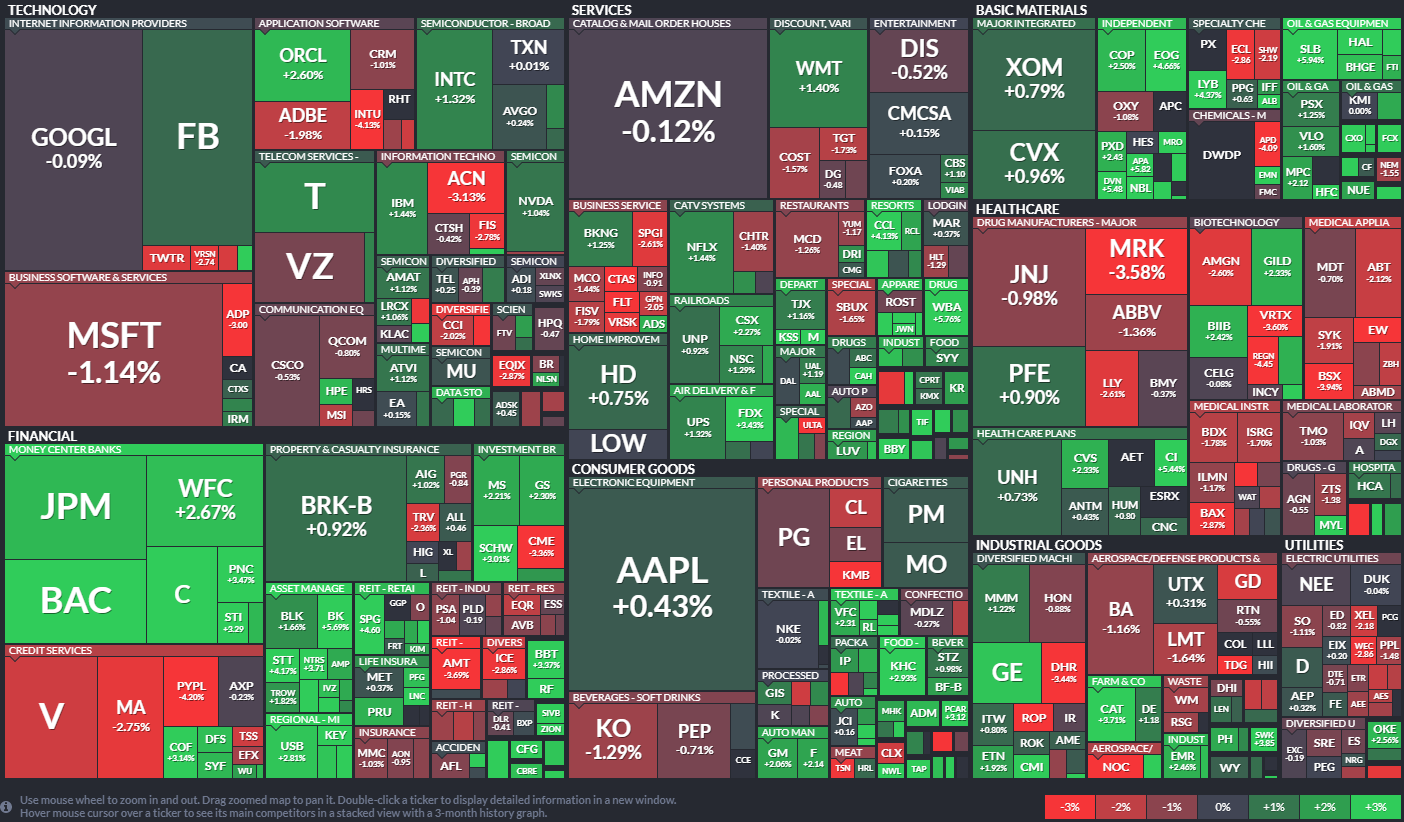 TECHNOLOGY
INTERNET INFORMATION PROVIDERS
GOOGL
-0.09%
FB
TWTR
VRSN
-2.74
APPLICATION SOFTWARE
ORCL
+2.60%
CRM
-1.01%
ADBE
-1.98%
INTU
-4.13%
RHT
SEMICONDUCTOR - BROAD
INTC
+1.32%
TXN
+0.01%
AVGO
+0.24%
BUSINESS SOFTWARE & SERVICES
MSFT
-1.14%
ADP
-3.00
CA
CTXS
IRM
TELECOM SERVICES -
T
VZ
INFORMATION TECHNO
IBM
+1.44%
ACN
-3.13%
CTSH
-0.42%
FIS
-2.78%
SEMICON
NVDA
+1.04%
COMMUNICATION EQ
CSCO
-0.53%
QCOM
-0.80%
HPE
HRS
MSI
SEMICON
AMAT
+1.12%
LRCX
+1.06%
KLAC
DIVERSIFIED
TEL
+0.25
APH
-0.39
SEMICON
ADI
+0.18
XLNX
SWKS
DIVERSIFIE
CCI
-2.02%
SCIEN
FTV
HPQ
-0.47
MULTIME
ATVI
+1.12%
EA
+0.15%
SEMICON
MU
EQIX
-2.87%
BR
NLSN
DATA STO
ADSK
+0.45
FINANCIAL
MONEY CENTER BANKS
JPM
WFC
+2.67%
BAC
C
PNC
+3.47%
STI
+3.29
PROPERTY & CASUALTY INSURANCE
BRK-B
+0.92%
AIG
+1.02%
PGR
-0.84
TRV
-2.36%
ALL
+0.46
HIG
XL
L
INVESTMENT BR
MS
+2.21%
GS
+2.30%
SCHW
+3.01%
CME
-3.36%
CREDIT SERVICES
V
MA
-2.75%
PYPL
-4.20%
AXP
-0.23%
COF
+3.14%
DFS
SYF
TSS
EFX
WU
ASSET MANAGE
BLK
+1.66%
BK
+5.69%
STT
+4.17%
NTRS
+3.71
AMP
TROW
+1.82%
IVZ
REGIONAL - MI
USB
+2.81%
KEY
REIT - RETAI
SPG
+4.60
GGP
O
FRT
KIM
LIFE INSURA
MET
+0.37%
PFG
LNC
PRU
INSURANCE
MMC
-1.03%
AON
-0.95
REIT - INDU
PSA
-1.04
PLD
-0.19
REIT - RES
EQR
ESS
AVB
REIT -
AMT
-3.69%
DIVERS
ICE
-2.86%
BBT
+3.37%
RF
REIT - H
REIT -
DLR
-0.41
BXP
SIVB
ZION
ACCIDEN
AFL
CFG
CBRE
SERVICES
CATALOG & MAIL ORDER HOUSES
AMZN
-0.12%
DISCOUNT, VARI
WMT
+1.40%
COST
-1.57%
TGT
-1.73%
DG
-0.48
ENTERTAINMENT
DIS
-0.52%
CMCSA
+0.15%
FOXA
+0.20%
CBS
+1.10
VIAB
BUSINESS SERVICE
BKNG
+1.25%
SPGI
-2.61%
MCO
-1.44%
CTAS
INFO
-0.91
FLT
GPN
-2.05
FISV
-1.79%
VRSK
ADS
CATV SYSTEMS
NFLX
+1.44%
CHTR
-1.40%
RESTAURANTS
MCD
-1.26%
YUM
-1.17
DRI
CMG
RESORTS
CCL
+4.13%
RCL
LODGIN
MAR
+0.37%
HLT
-1.29
HOME IMPROVEM
HD
+0.75%
LOW
RAILROADS
UNP
+0.92%
CSX
+2.27%
NSC
+1.29%
DEPART
TJX
+1.16%
KSS
M
SPECIAL
SBUX
-1.65%
APPARE
ROST
JWN
DRUG
WBA
+5.76%
AIR DELIVERY & F
UPS
+1.32%
FDX
+3.43%
MAJOR
DAL
UAL
+1.19
AAL
DRUGS
ABC
CAH
INDUST
FOOD
SYY
AUTO P
AZO
AAP
CPRT
KMX
KR
SPECIAL
ULTA
REGION
LUV
BBY
TIF
CONSUMER GOODS
ELECTRONIC EQUIPMENT
AAPL
+0.43%
PERSONAL PRODUCTS
PG
CL
EL
KMB
CIGARETTES
PM
MO
BEVERAGES - SOFT DRINKS
KO
-1.29%
PEP
-0.71%
CCE
TEXTILE - A
NKE
-0.02%
TEXTILE - A
VFC
+2.31
RL
CONFECTIO
MDLZ
-0.27%
PROCESSED
GIS
K
PACKA
IP
FOOD -
KHC
+2.93%
BEVER
STZ
+0.98%
BF-B
AUTO
JCI
+0.16
MHK
ADM
PCAR
+3.12
AUTO MAN
GM
+2.06%
F
+2.14
MEAT
TSN
HRL
CLX
NWL
TAP
BASIC MATERIALS
MAJOR INTEGRATED
XOM
+0.79%
CVX
+0.96%
INDEPENDENT
COP
+2.50%
EOG
+4.66%
OXY
-1.08%
APC
PXD
+2.43
HES
MRO
APA
+5.82
DVN
+5.48
NBL
SPECIALTY CHE
PX
ECL
-2.86
SHW
-2.19
LYB
+4.37%
PPG
+0.63
IFF
ALB
CHEMICALS - M
DWDP
APD
-4.09
EMN
FMC
OIL & GAS EQUIPMEN
SLB
+5.94%
HAL
BHGE
FTI
OIL & GA
PSX
+1.25%
VLO
+1.60%
MPC
+2.12
HFC
OIL & GAS
KMI
0.00%
CXO
FCX
CF
NEM
-1.55
NUE
HEALTHCARE
DRUG MANUFACTURERS - MAJOR
JNJ
-0.98%
MRK
-3.58%
ABBV
-1.36%
PFE
+0.90%
LLY
-2.61%
BMY
-0.37%
BIOTECHNOLOGY
AMGN
-2.60%
GILD
+2.33%
BIIB
+2.42%
VRTX
-3.60%
CELG
-0.08%
REGN
-4.45
INCY
MEDICAL APPLIA
MDT
-0.70%
ABT
-2.12%
SYK
-1.91%
EW
BSX
-3.94%
ZBH
ABMD
HEALTH CARE PLANS
UNH
+0.73%
CVS
+2.33%
AET
CI
+5.44%
ANTM
+0.43%
HUM
+0.80
ESRX
CNC
MEDICAL INSTR
BDX
-1.78%
ISRG
-1.70%
ILMN
-1.17%
WAT
BAX
-2.87%
MEDICAL LABORATOR
TMO
-1.03%
IQV
LH
A
DGX
DRUGS - G
AGN
-0.55
ZTS
-1.38
MYL
HOSPITA
HCA
INDUSTRIAL GOODS
DIVERSIFIED MACHI
MMM
+1.22%
HON
-0.88%
GE
DHR
-3.44%
ITW
+0.80%
ROP
IR
ROK
AME
ETN
+1.92%
CMI
AEROSPACE/DEFENSE PRODUCTS &
BA
-1.16%
UTX
+0.31%
GD
LMT
-1.64%
RTN
-0.55%
COL
LLL
TDG
HII
FARM & CO
CAT
+3.71%
DE
+1.18
WASTE
WM
RSG
DHI
LEN
AEROSPACE/
NOC
INDUST
EMR
+2.46%
PH
SWK
+3.85
WY
UTILITIES
ELECTRIC UTILITIES
NEE
DUK
-0.04%
SO
-1.11%
ED
-0.82
XEL
-2.18
PCG
D
EIX
+0.20
WEC
-2.86
PPL
-1.48
DTE
-0.71
ETR
AEP
+0.32%
FE
AEE
AES
DIVERSIFIED U
EXC
-0.19
SRE
ES
OKE
+2.56%
PEG
NRG
Use mouse wheel to zoom in and out. Drag zoomed map to pan it. Double-click a ticker to display detailed information in a new window.
Hover mouse cursor over a ticker to see its main competitors in a stacked view with a 3-month history graph.
-3%
-2%
-1%
0%
+1%
+2%
+3%